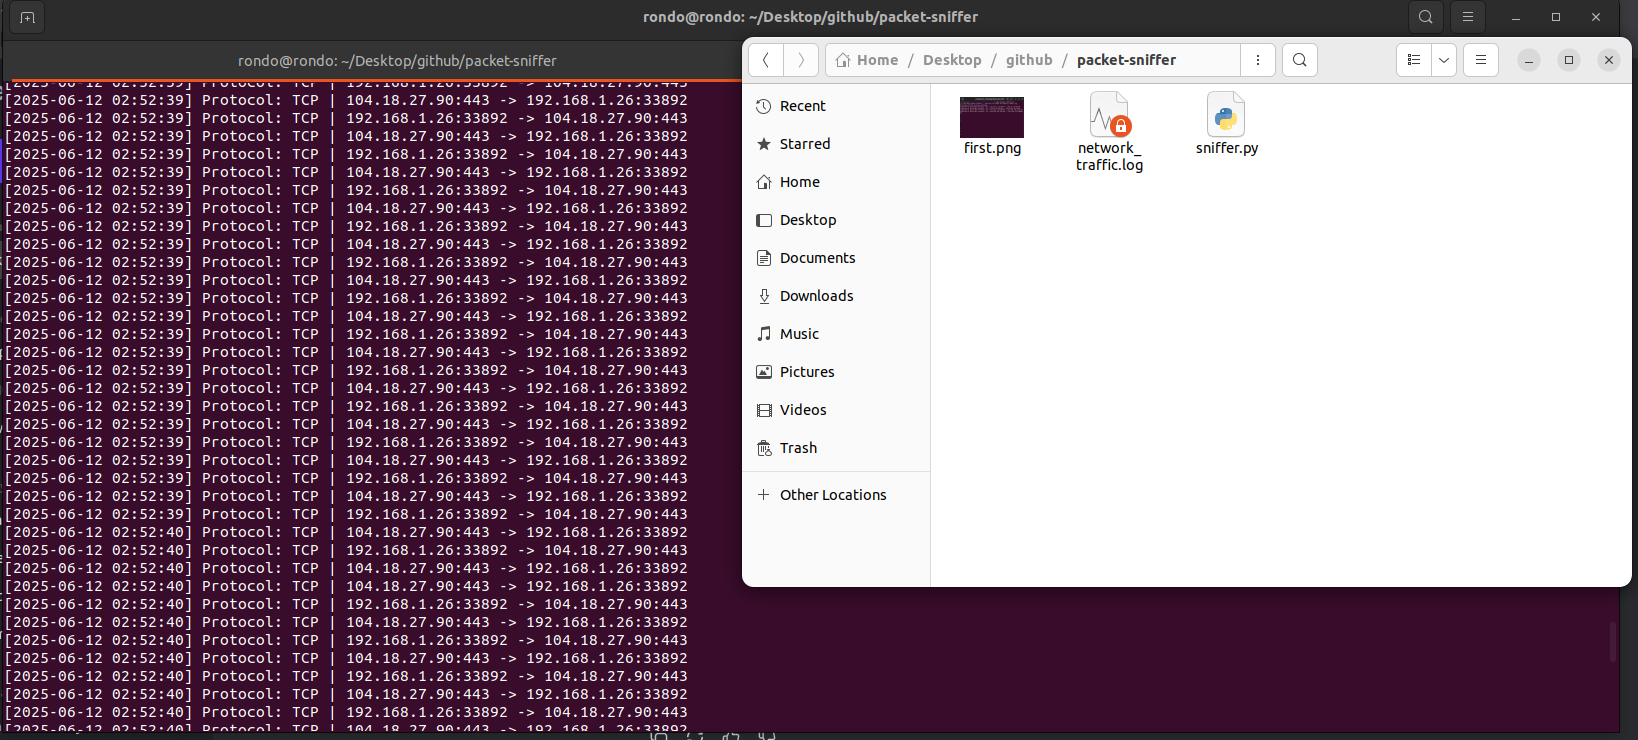 rondo@rondo: ~/Desktop/github/packet-sniffer
rondo@rondo: ~/Desktop/github/packet-sniffer
[2025-06-12 02:52:39] Protocol: TCP | 104.18.27.90:443 -> 192.168.1.26:33892
[2025-06-12 02:52:39] Protocol: TCP | 192.168.1.26:33892 -> 104.18.27.90:443
[2025-06-12 02:52:39] Protocol: TCP | 104.18.27.90:443 -> 192.168.1.26:33892
[2025-06-12 02:52:39] Protocol: TCP | 192.168.1.26:33892 -> 104.18.27.90:443
[2025-06-12 02:52:39] Protocol: TCP | 104.18.27.90:443 -> 192.168.1.26:33892
[2025-06-12 02:52:39] Protocol: TCP | 192.168.1.26:33892 -> 104.18.27.90:443
[2025-06-12 02:52:39] Protocol: TCP | 104.18.27.90:443 -> 192.168.1.26:33892
[2025-06-12 02:52:39] Protocol: TCP | 192.168.1.26:33892 -> 104.18.27.90:443
[2025-06-12 02:52:39] Protocol: TCP | 104.18.27.90:443 -> 192.168.1.26:33892
[2025-06-12 02:52:39] Protocol: TCP | 192.168.1.26:33892 -> 104.18.27.90:443
[2025-06-12 02:52:39] Protocol: TCP | 104.18.27.90:443 -> 192.168.1.26:33892
[2025-06-12 02:52:39] Protocol: TCP | 192.168.1.26:33892 -> 104.18.27.90:443
[2025-06-12 02:52:39] Protocol: TCP | 104.18.27.90:443 -> 192.168.1.26:33892
[2025-06-12 02:52:39] Protocol: TCP | 192.168.1.26:33892 -> 104.18.27.90:443
[2025-06-12 02:52:39] Protocol: TCP | 104.18.27.90:443 -> 192.168.1.26:33892
[2025-06-12 02:52:39] Protocol: TCP | 192.168.1.26:33892 -> 104.18.27.90:443
[2025-06-12 02:52:39] Protocol: TCP | 104.18.27.90:443 -> 192.168.1.26:33892
[2025-06-12 02:52:39] Protocol: TCP | 192.168.1.26:33892 -> 104.18.27.90:443
[2025-06-12 02:52:39] Protocol: TCP | 104.18.27.90:443 -> 192.168.1.26:33892
[2025-06-12 02:52:39] Protocol: TCP | 192.168.1.26:33892 -> 104.18.27.90:443
[2025-06-12 02:52:39] Protocol: TCP | 104.18.27.90:443 -> 192.168.1.26:33892
[2025-06-12 02:52:39] Protocol: TCP | 192.168.1.26:33892 -> 104.18.27.90:443
[2025-06-12 02:52:39] Protocol: TCP | 104.18.27.90:443 -> 192.168.1.26:33892
[2025-06-12 02:52:39] Protocol: TCP | 192.168.1.26:33892 -> 104.18.27.90:443
[2025-06-12 02:52:40] Protocol: TCP | 104.18.27.90:443 -> 192.168.1.26:33892
[2025-06-12 02:52:40] Protocol: TCP | 192.168.1.26:33892 -> 104.18.27.90:443
[2025-06-12 02:52:40] Protocol: TCP | 104.18.27.90:443 -> 192.168.1.26:33892
[2025-06-12 02:52:40] Protocol: TCP | 104.18.27.90:443 -> 192.168.1.26:33892
[2025-06-12 02:52:40] Protocol: TCP | 192.168.1.26:33892 -> 104.18.27.90:443
[2025-06-12 02:52:40] Protocol: TCP | 104.18.27.90:443 -> 192.168.1.26:33892
[2025-06-12 02:52:40] Protocol: TCP | 192.168.1.26:33892 -> 104.18.27.90:443
[2025-06-12 02:52:40] Protocol: TCP | 104.18.27.90:443 -> 192.168.1.26:33892
[2025-06-12 02:52:40] Protocol: TCP | 192.168.1.26:33892 -> 104.18.27.90:443
[2025-06-12 02:52:40] Protocol: TCP | 104.18.27.90:443 -> 192.168.1.26:33892
[2025-06-12 02:52:40] Protocol: TCP | 192.168.1.26:33892 -> 104.18.27.90:443
Home / Desktop / github / packet-sniffer
Recent
Starred
Home
Desktop
Documents
Downloads
Music
Pictures
Videos
Trash
Other Locations
first.png
network_
traffic.log
sniffer.py